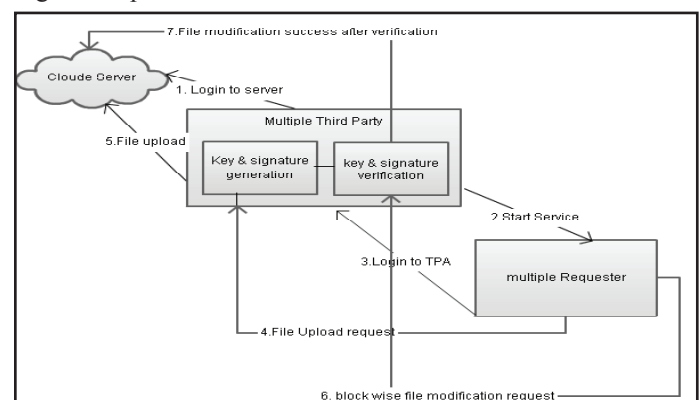 7.File modification success after verification
Cloude Server
1. Login to server
Multiple Third Party
5.File upload
Key & signature
generation
key & signature
verification
2.Start Service
3.Login to TPA
multiple Requester
4.File Upload request
6. block wise file modification request